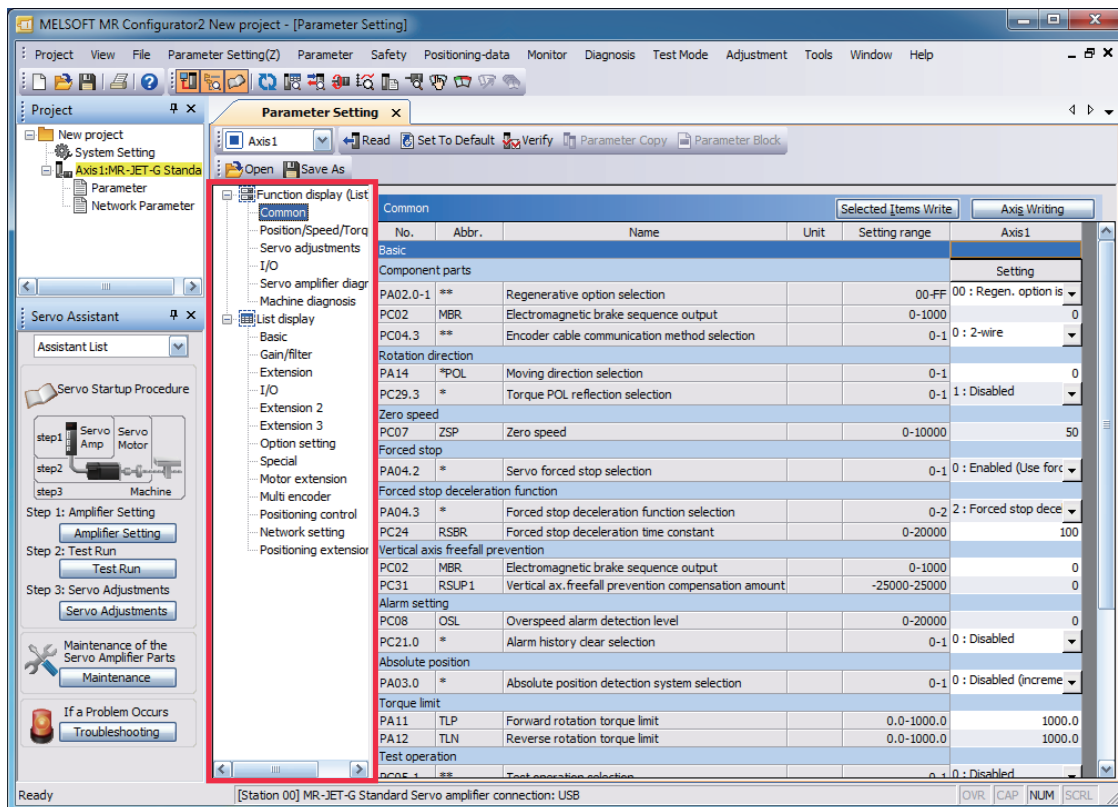 MELSOFT MR Configurator2 New project - [Parameter Setting]
Project View File Parameter Setting(Z) Parameter Safety Positioning-data Monitor Diagnosis Test Mode Adjustment Tools Window Help
Project
New project
System Setting
Axis1:MR-JET-G Standa
Parameter
Network Parameter
Servo Assistant
Assistant List
Servo Startup Procedure
step1 Servo Amp Servo Motor
step2
step3 Machine
Step 1: Amplifier Setting
Amplifier Setting
Step 2: Test Run
Test Run
Step 3: Servo Adjustments
Servo Adjustments
Maintenance of the
Servo Amplifier Parts
Maintenance
If a Problem Occurs
Troubleshooting
Parameter Setting
Axis1 Read Set To Default Verify Parameter Copy Parameter Block
Open Save As
Function display (List
Common
Position/Speed/Torq
Servo adjustments
I/O
Servo amplifier diagr
Machine diagnosis
List display
Basic
Gain/filter
Extension
I/O
Extension 2
Extension 3
Option setting
Special
Motor extension
Multi encoder
Positioning control
Network setting
Positioning extension
Common Selected Items Write Axis Writing
No. Abbr. Name Unit Setting range Axis1
Basic
Component parts Setting
PA02.0-1 ** Regenerative option selection 00-FF 00 : Regen. option is
PC02 MBR Electromagnetic brake sequence output 0-1000 0
PC04.3 ** Encoder cable communication method selection 0-1 0 : 2-wire
Rotation direction
PA14 *POL Moving direction selection 0-1 0
PC29.3 * Torque POL reflection selection 0-1 1 : Disabled
Zero speed
PC07 ZSP Zero speed 0-10000 50
Forced stop
PA04.2 * Servo forced stop selection 0-1 0 : Enabled (Use forc
Forced stop deceleration function
PA04.3 * Forced stop deceleration function selection 0-2 2 : Forced stop dece
PC24 RSBR Forced stop deceleration time constant 0-20000 100
Vertical axis freefall prevention
PC02 MBR Electromagnetic brake sequence output 0-1000 0
PC31 RSUP1 Vertical ax.freefall prevention compensation amount -25000-25000 0
Alarm setting
PC08 OSL Overspeed alarm detection level 0-20000 0
PC21.0 * Alarm history clear selection 0-1 0 : Disabled
Absolute position
PA03.0 * Absolute position detection system selection 0-1 0 : Disabled (increme
Torque limit
PA11 TLP Forward rotation torque limit 0.0-1000.0 1000.0
PA12 TLN Reverse rotation torque limit 0.0-1000.0 1000.0
Test operation
PC05.1 ** Test operation selection 0-1 0 : Disabled
Ready [Station 00] MR-JET-G Standard Servo amplifier connection: USB OVR CAP NUM SCRL